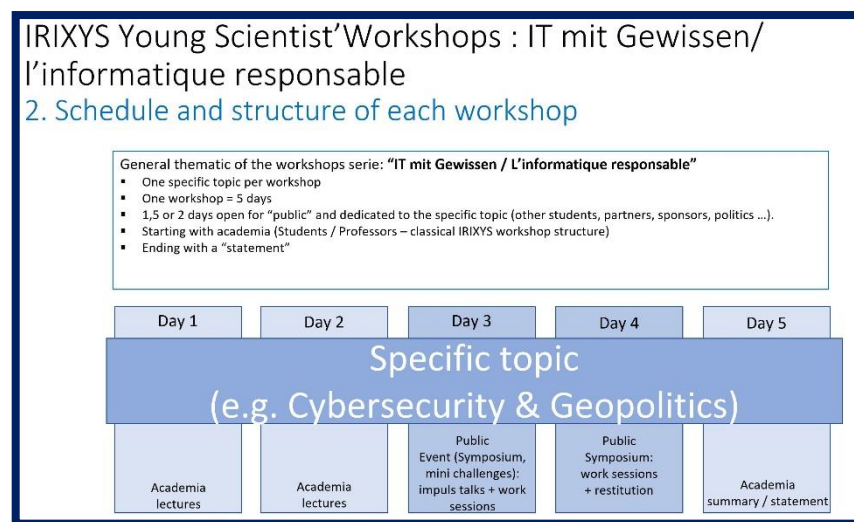 IRIXYS Young Scientist'Workshops : IT mit Gewissen/
l'informatique responsable
2. Schedule and structure of each workshop
General thematic of the workshops serie: “IT mit Gewissen / L'informatique responsable”
▪ One specific topic per workshop
▪ One workshop = 5 days
▪ 1,5 or 2 days open for “public” and dedicated to the specific topic (other students, partners, sponsors, politics ...).
▪ Starting with academia (Students / Professors – classical IRIXYS workshop structure)
▪ Ending with a “statement”
Day 1
Day 2
Day 3
Day 4
Day 5
Specific topic
(e.g. Cybersecurity & Geopolitics)
Academia
lectures
Academia
lectures
Public
Event (Symposium,
mini challenges):
impuls talks + work
sessions
Public
Symposium:
work sessions
+ restitution
Academia
summary / statement